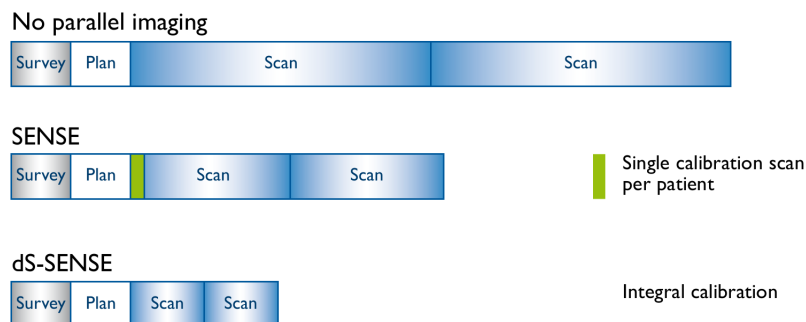 No parallel imaging
Survey Plan Scan Scan
SENSE
Survey Plan Scan Scan
Single calibration scan
per patient
dS-SENSE
Survey Plan Scan Scan
Integral calibration